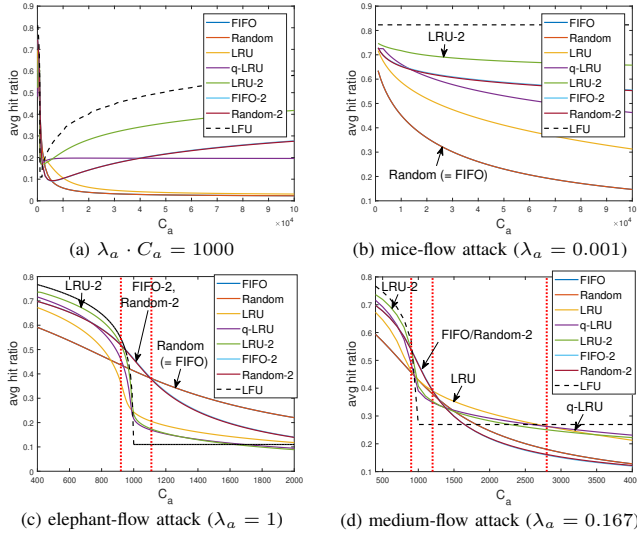 0.9
0.8
0.7
0.6
0.5
0.4
0.3
0.2
0.1
0
avg hit ratio
0 1 2 3 4 5 6 7 8 9 10
C_a
×10^4
FIFO
Random
LRU
q-LRU
LRU-2
FIFO-2
Random-2
LFU
(a) λ_a · C_a = 1000
0.9
0.8
0.7
0.6
0.5
0.4
0.3
0.2
0.1
avg hit ratio
0 2 4 6 8 10
C_a
×10^4
LRU-2
Random (= FIFO)
FIFO
Random
LRU
q-LRU
LRU-2
FIFO-2
Random-2
LFU
(b) mice-flow attack (λ_a = 0.001)
0.8
0.7
0.6
0.5
0.4
0.3
0.2
0.1
0
avg hit ratio
400 600 800 1000 1200 1400 1600 1800 2000
C_a
LRU-2
FIFO-2,
Random-2
Random
(= FIFO)
FIFO
Random
LRU
q-LRU
LRU-2
FIFO-2
Random-2
LFU
(c) elephant-flow attack (λ_a = 1)
0.8
0.7
0.6
0.5
0.4
0.3
0.2
0.1
avg hit ratio
500 1000 1500 2000 2500 3000 3500 400
C_a
LRU-2
FIFO/Random-2
LRU
q-LRU
FIFO
Random
LRU
q-LRU
LRU-2
FIFO-2
Random-2
LFU
(d) medium-flow attack (λ_a = 0.167)